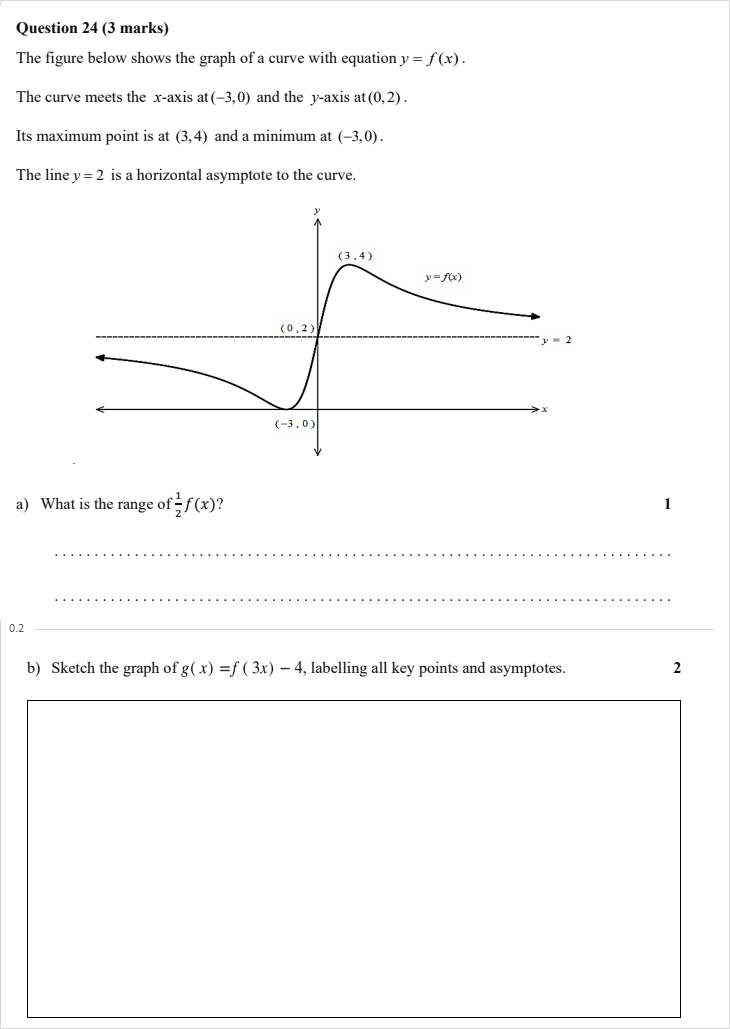 Question 24 (3 marks)
The figure below shows the graph of a curve with equation y = f(x).
The curve meets the x-axis at (−3,0) and the y-axis at (0,2).
Its maximum point is at (3,4) and a minimum at (−3,0).
The line y = 2 is a horizontal asymptote to the curve.
y
(3,4)
y=f(x)
(0,2)
y = 2
x
(−3,0)
a) What is the range of ½ f(x)? 1
0.2
b) Sketch the graph of g( x) =f ( 3x) − 4, labelling all key points and asymptotes. 2